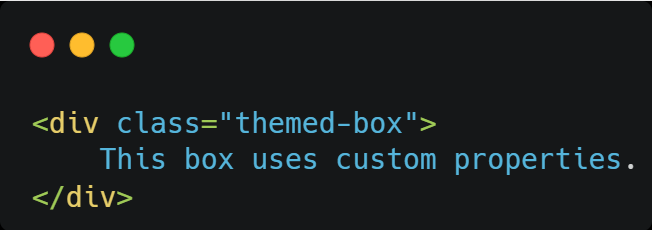 <div class="themed-box">
    This box uses custom properties.
</div>